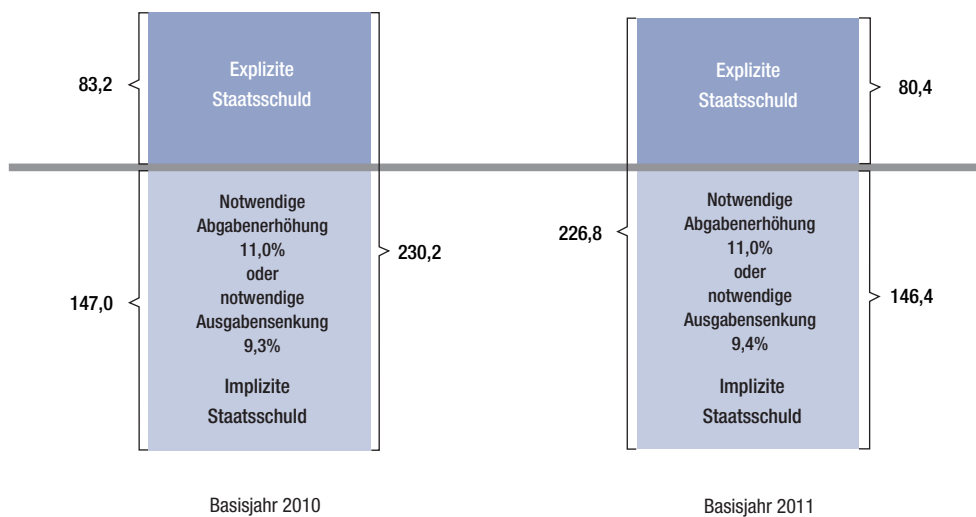 83,2
Explizite
Staatsschuld
147,0
Notwendige
Abgabenerhöhung
11,0%
oder
notwendige
Ausgabensenkung
9,3%
Implizite
Staatsschuld
230,2
Basisjahr 2010
226,8
Explizite
Staatsschuld
80,4
Notwendige
Abgabenerhöhung
11,0%
oder
notwendige
Ausgabensenkung
9,4%
Implizite
Staatsschuld
146,4
Basisjahr 2011